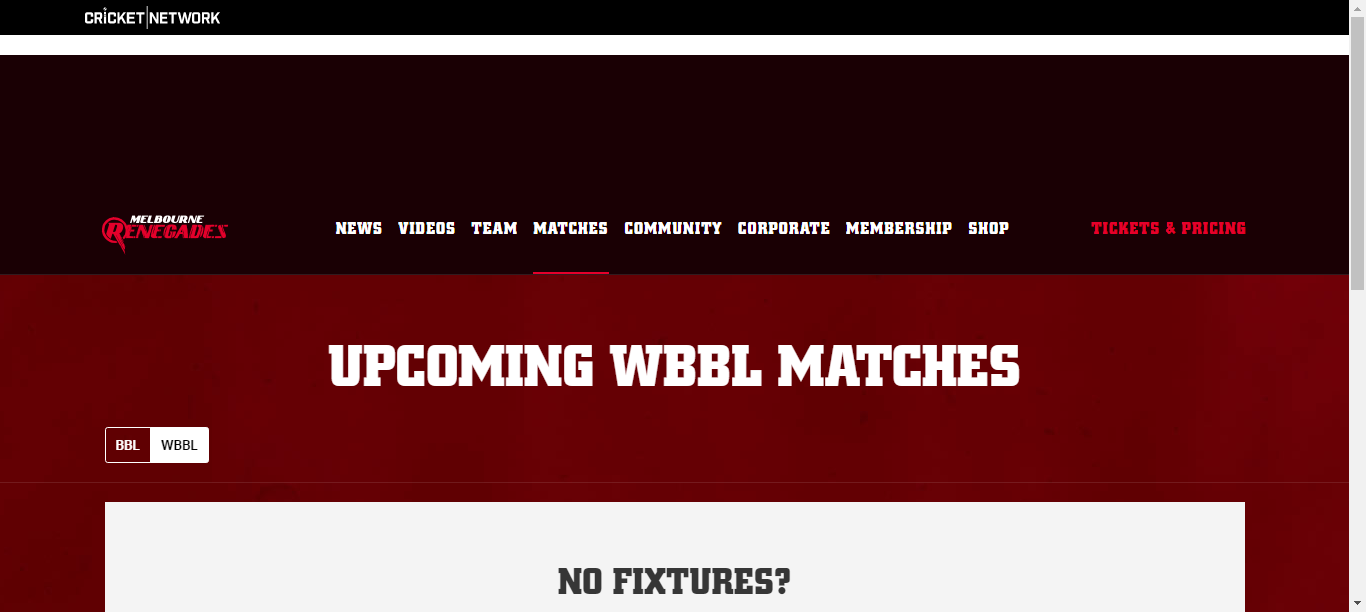 CRICKET NETWORK
MELBOURNE
RENEGADES
NEWS VIDEOS TEAM MATCHES COMMUNITY CORPORATE MEMBERSHIP SHOP TICKETS & PRICING
UPCOMING WBBL MATCHES
BBL WBBL
NO FIXTURES?